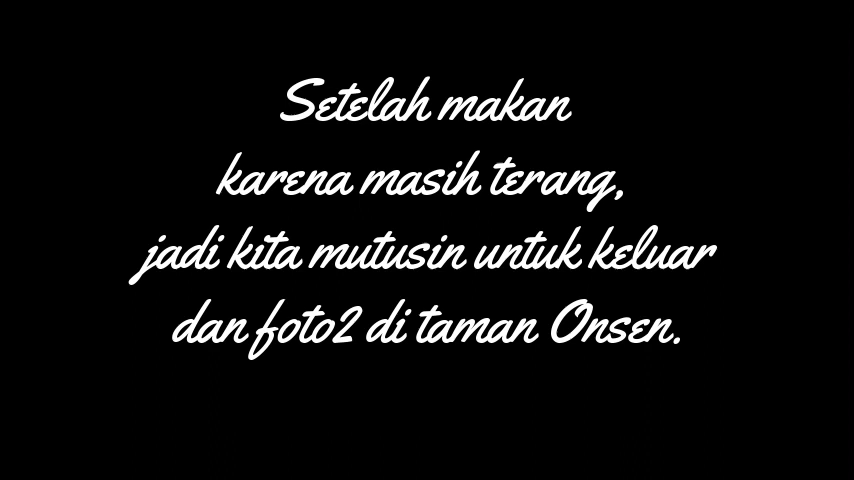 Setelah makan
karena masih terang,
jadi kita mutusin untuk keluar
dan foto2 di taman Onsen.